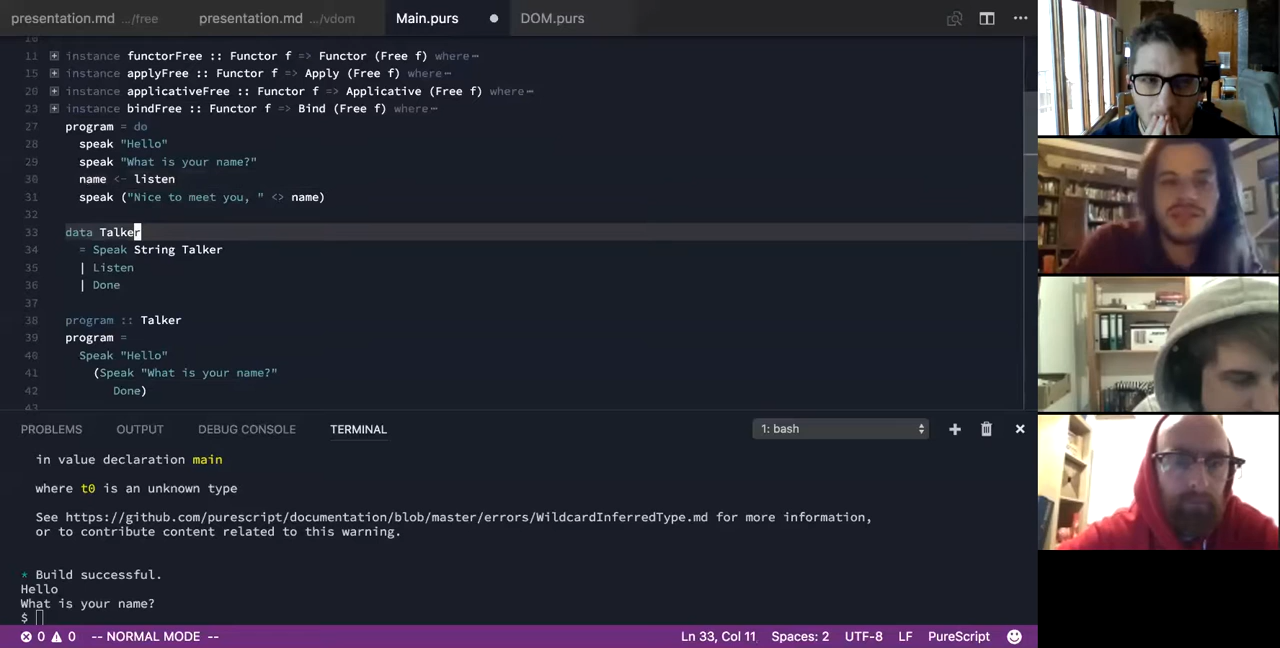 presentation.md .../free presentation.md .../vdom Main.purs DOM.purs
11 instance functorFree :: Functor f => Functor (Free f) where⋯
15 instance applyFree :: Functor f => Apply (Free f) where⋯
20 instance applicativeFree :: Functor f => Applicative (Free f) where⋯
23 instance bindFree :: Functor f => Bind (Free f) where⋯
27 program = do
28 speak "Hello"
29 speak "What is your name?"
30 name <- listen
31 speak ("Nice to meet you, " <> name)
32
33 data Talker
34 = Speak String Talker
35 | Listen
36 | Done
37
38 program :: Talker
39 program =
40 Speak "Hello"
41 (Speak "What is your name?"
42 Done)
43
PROBLEMS OUTPUT DEBUG CONSOLE TERMINAL 1: bash
in value declaration main
where t0 is an unknown type
See https://github.com/purescript/documentation/blob/master/errors/WildcardInferredType.md for more information,
or to contribute content related to this warning.
* Build successful.
Hello
What is your name?
$
0 0 -- NORMAL MODE -- Ln 33, Col 11 Spaces: 2 UTF-8 LF PureScript